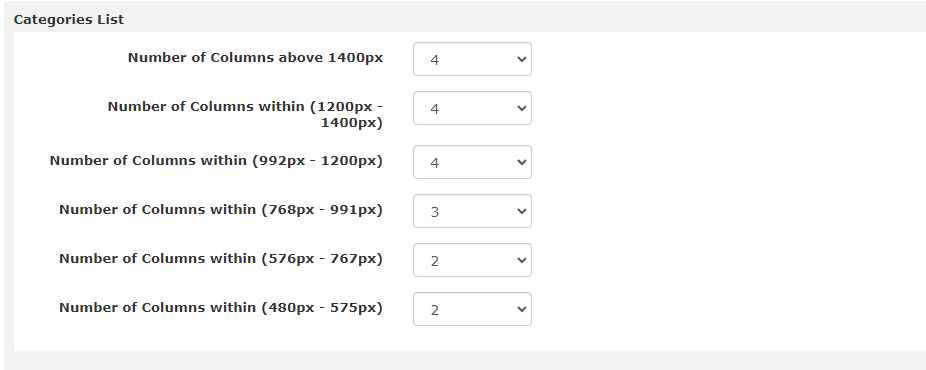 Categories List
Number of Columns above 1400px 4
Number of Columns within (1200px - 4
1400px)
Number of Columns within (992px - 1200px) 4
Number of Columns within (768px - 991px) 3
Number of Columns within (576px - 767px) 2
Number of Columns within (480px - 575px) 2